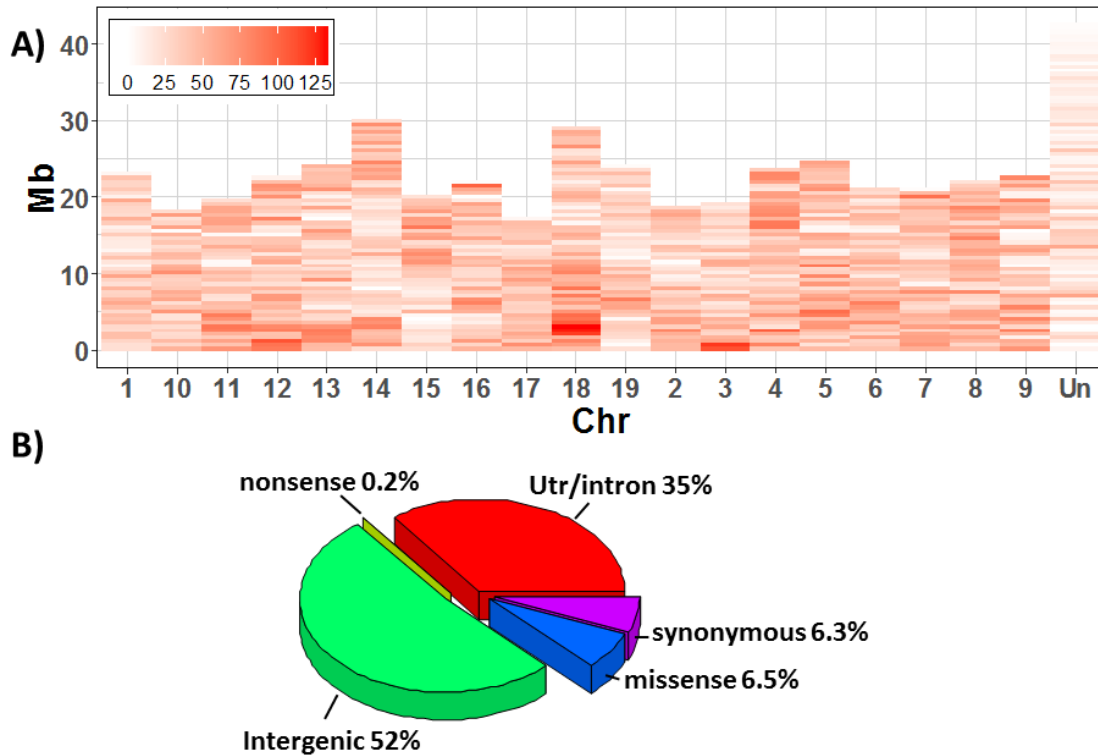 A)
0 25 50 75 100 125
40
30
20
10
0
Mb
1 10 11 12 13 14 15 16 17 18 19 2 3 4 5 6 7 8 9 Un
Chr
B)
nonsense 0.2%
Utr/intron 35%
synonymous 6.3%
missense 6.5%
Intergenic 52%